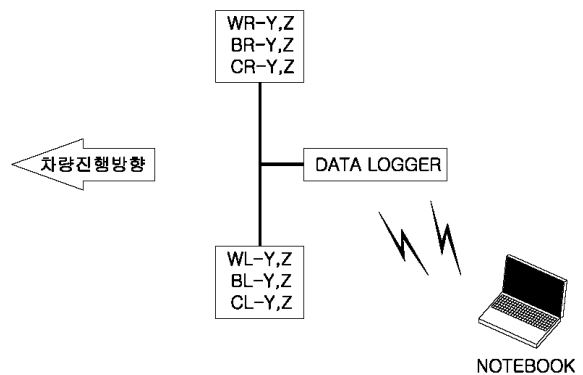 WR-Y,Z
BR-Y,Z
CR-Y,Z
차량진행방향
DATA LOGGER
WL-Y,Z
BL-Y,Z
CL-Y,Z
NOTEBOOK